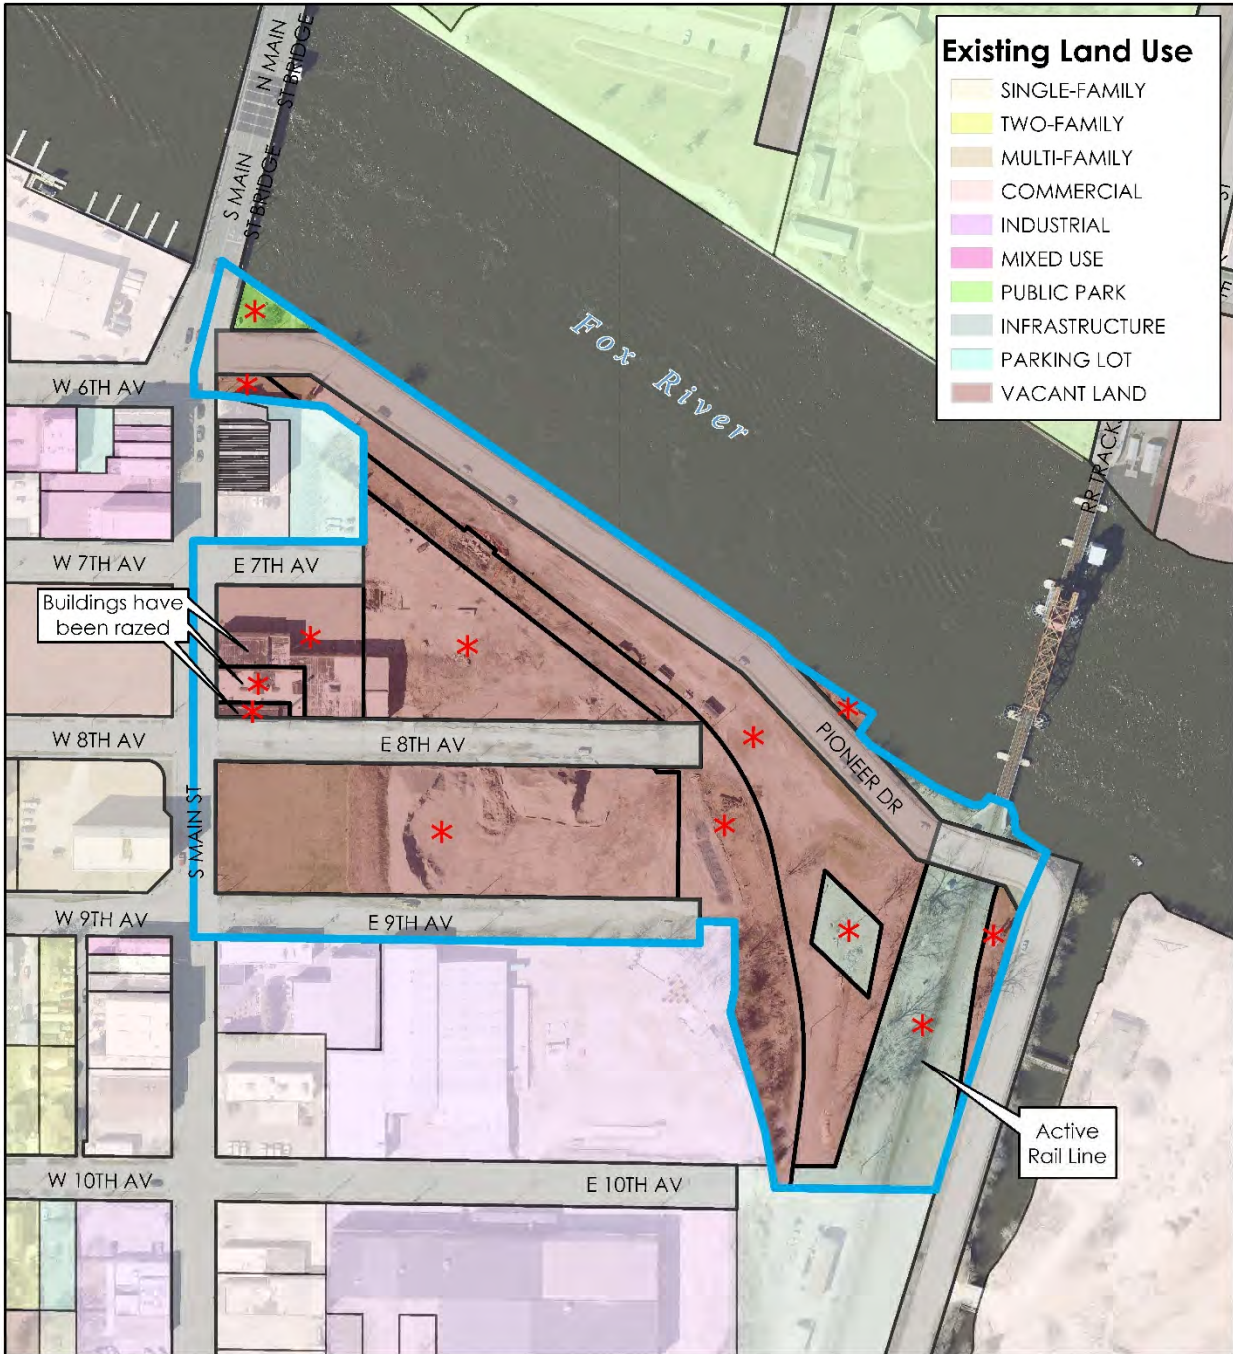 Existing Land Use
SINGLE-FAMILY
TWO-FAMILY
MULTI-FAMILY
COMMERCIAL
INDUSTRIAL
MIXED USE
PUBLIC PARK
INFRASTRUCTURE
PARKING LOT
VACANT LAND
N MAIN
ST BRIDGE
S MAIN
ST BRIDGE
Fox River
RR TRACK
W 6TH AV
W 7TH AV
E 7TH AV
Buildings have
been razed
W 8TH AV
E 8TH AV
PIONEER DR
S MAIN ST
W 9TH AV
E 9TH AV
Active
Rail Line
W 10TH AV
E 10TH AV